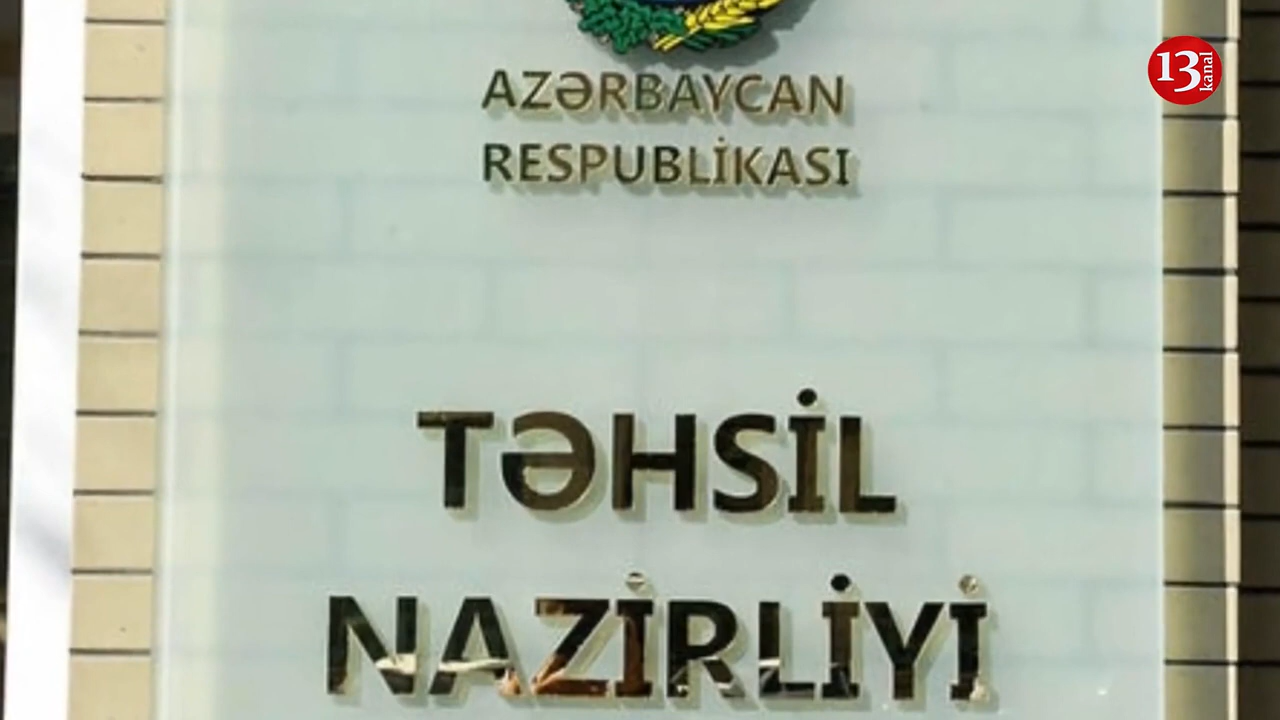 AZƏRBAYCAN
RESPUBLİKASI
13 kanal
TƏHSİL
NAZİRLİYİ